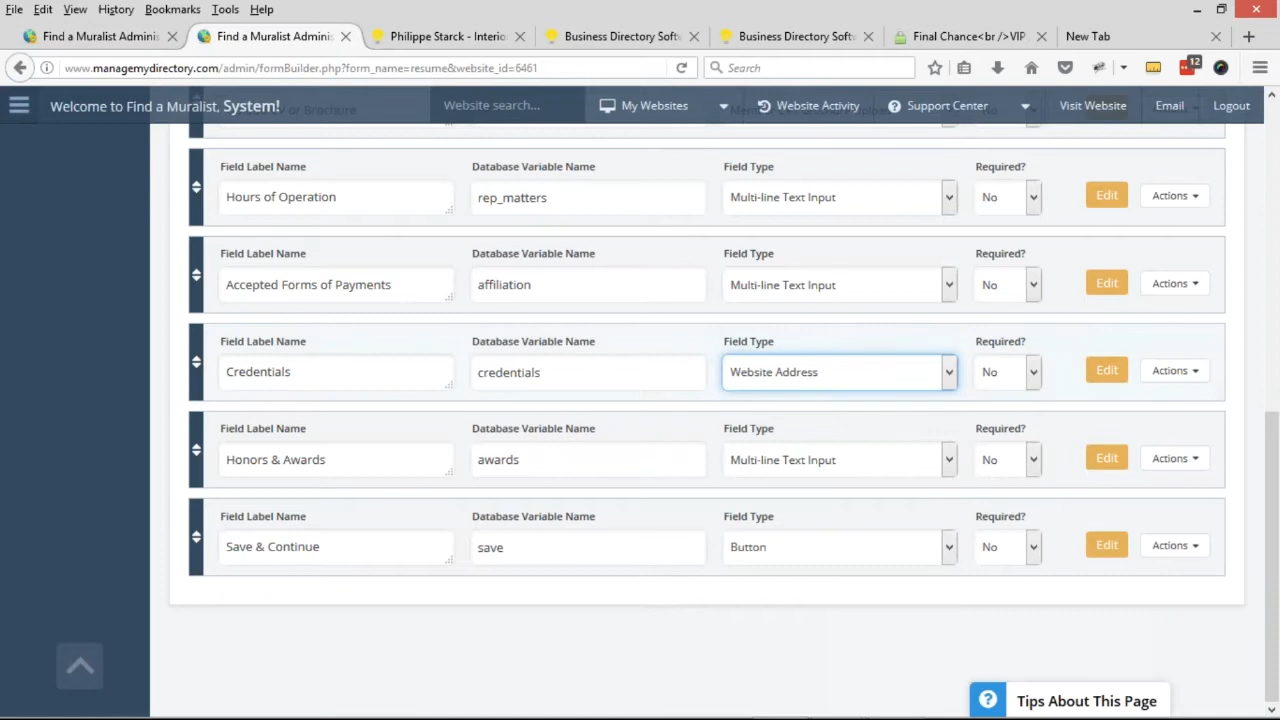 File Edit View History Bookmarks Tools Help
Find a Muralist Adminis
Find a Muralist Adminis
Philippe Starck - Interio
Business Directory Softw
Business Directory Softw
Final Chance<br />VIP
New Tab
www.managemydirectory.com/admin/formBuilder.php?form_name=resume&website_id=6461
Search
12
Welcome to Find a Muralist, System!
Website search...
My Websites
Website Activity
Support Center
Visit Website
Email
Logout
CV or Brochure
Field Label Name Database Variable Name Field Type Required?
Hours of Operation rep_matters Multi-line Text Input No Edit Actions
Field Label Name Database Variable Name Field Type Required?
Accepted Forms of Payments affiliation Multi-line Text Input No Edit Actions
Field Label Name Database Variable Name Field Type Required?
Credentials credentials Website Address No Edit Actions
Field Label Name Database Variable Name Field Type Required?
Honors & Awards awards Multi-line Text Input No Edit Actions
Field Label Name Database Variable Name Field Type Required?
Save & Continue save Button No Edit Actions
? Tips About This Page